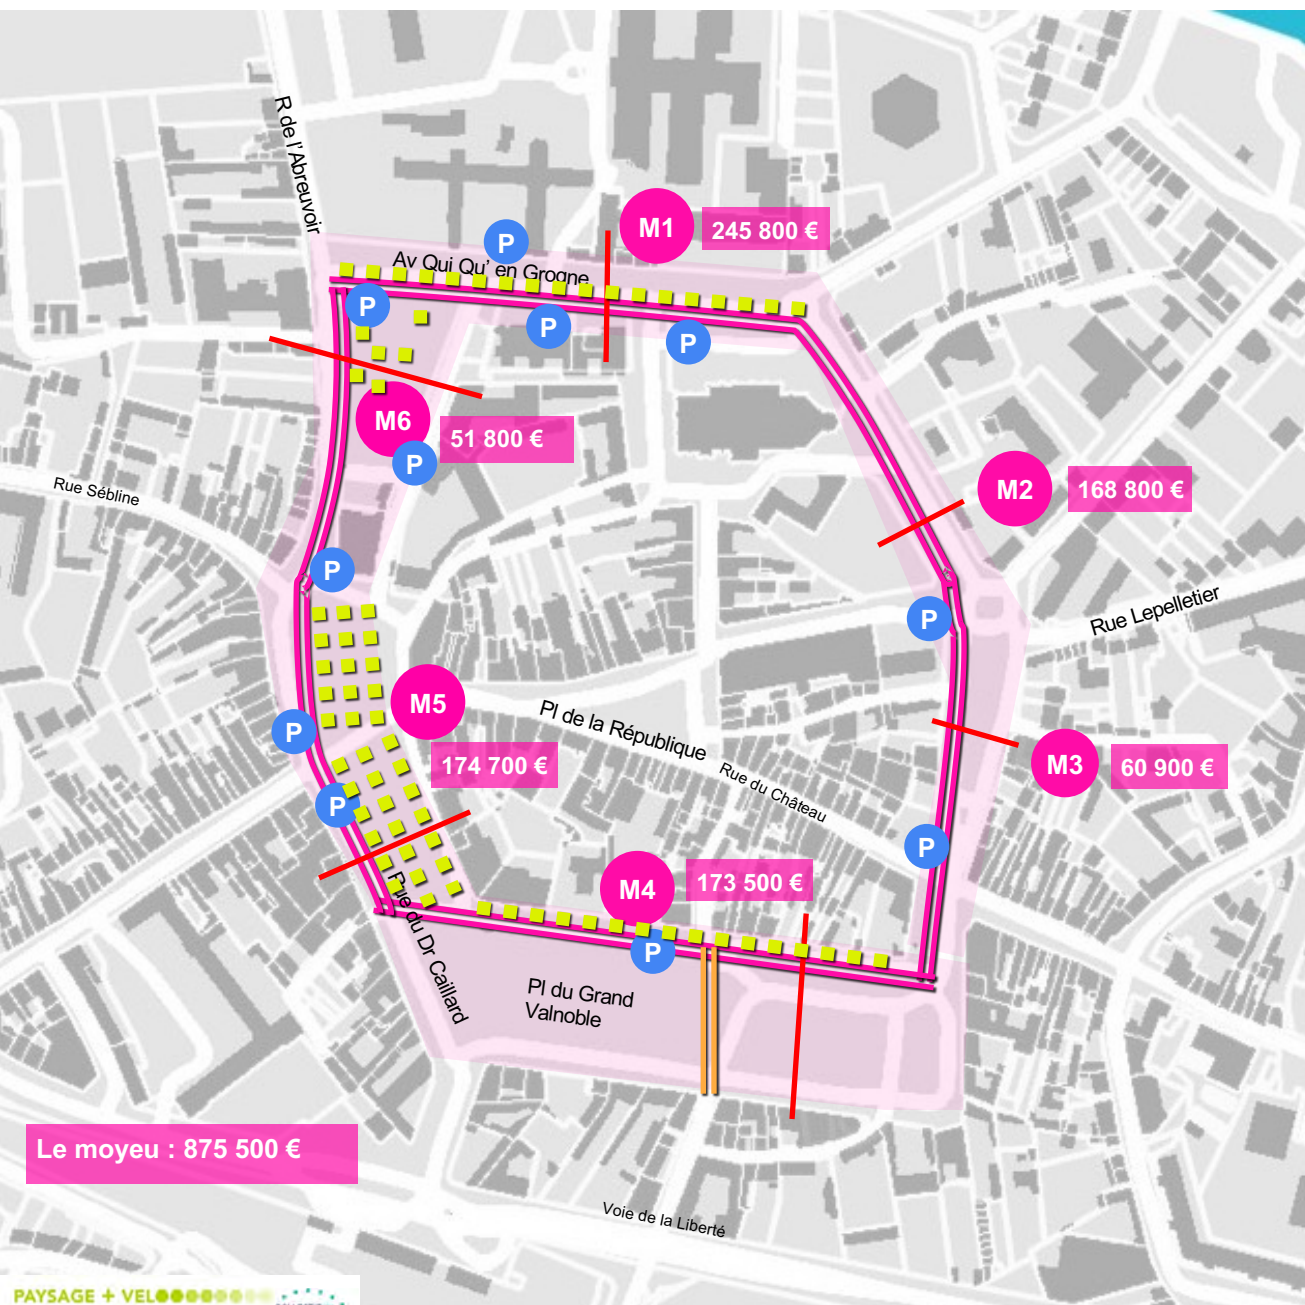 R de l'Abreuvoir
M1
245 800 €
P
Av Qui Qu' en Grogne
P
P
P
M6
51 800 €
P
Rue Sébline
M2
168 800 €
P
P
Rue Lepelletier
M5
P
Pl de la République
174 700 €
Rue du Château
M3
60 900 €
P
P
M4
173 500 €
P
Rue du Dr Caillard
Pl du Grand
Valnoble
Le moyeu : 875 500 €
Voie de la Liberté
PAYSAGE + VEL